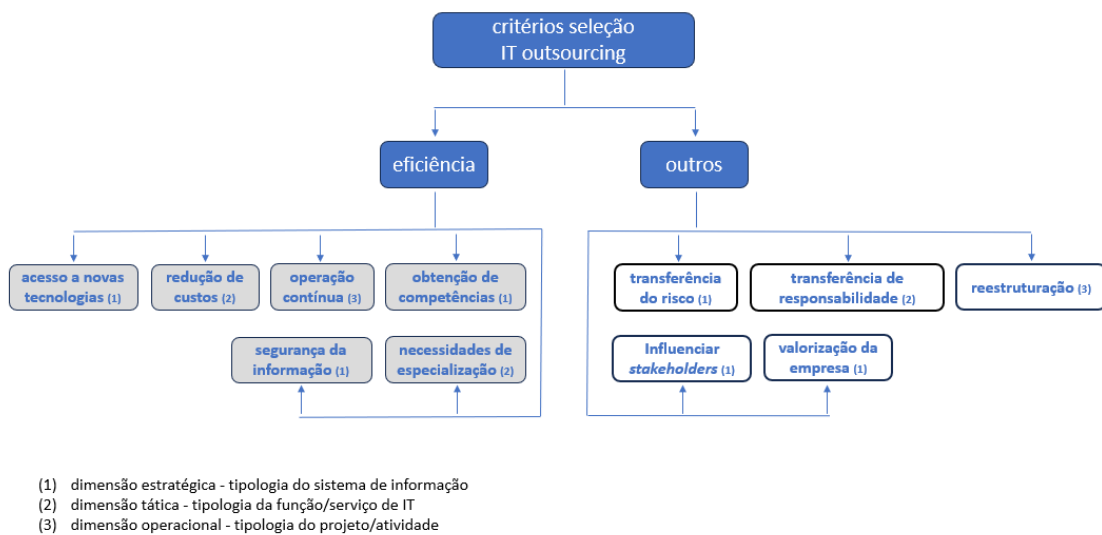 critérios seleção
IT outsourcing
eficiência
outros
acesso a novas
tecnologias (1)
redução de
custos (2)
operação
contínua (3)
obtenção de
competências (1)
transferência
do risco (1)
transferência de
responsabilidade (2)
reestruturação (3)
segurança da
informação (1)
necessidades de
especialização (2)
Influenciar
stakeholders (1)
valorização da
empresa (1)
(1) dimensão estratégica - tipologia do sistema de informação
(2) dimensão tática - tipologia da função/serviço de IT
(3) dimensão operacional - tipologia do projeto/atividade